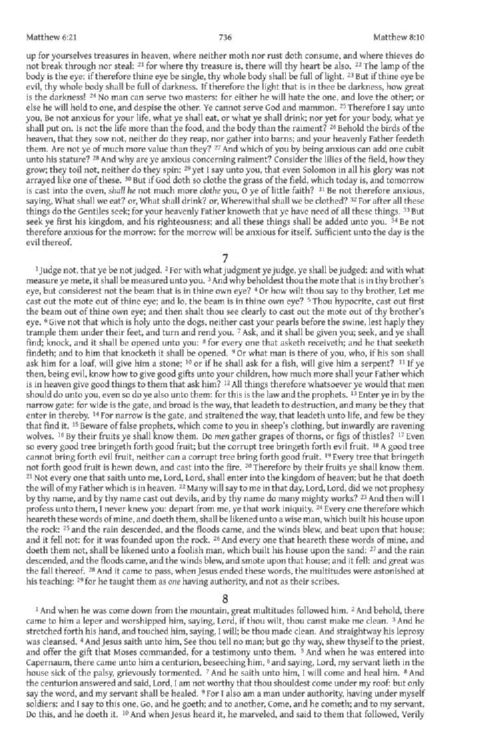 Matthew 6:21 736 Matthew 8:10
up for yourselves treasures in heaven, where neither moth nor rust doth consume, and where thieves do
not break through nor steal: 21 for where thy treasure is, there will thy heart be also. 22 The lamp of the
body is the eye: if therefore thine eye be single, thy whole body shall be full of light. 23 But if thine eye be
evil, thy whole body shall be full of darkness. If therefore the light that is in thee be darkness, how great
is the darkness! 24 No man can serve two masters: for either he will hate the one, and love the other; or
else he will hold to one, and despise the other. Ye cannot serve God and mammon. 25 Therefore I say unto
you, Be not anxious for your life, what ye shall eat, or what ye shall drink; nor yet for your body, what ye
shall put on. Is not the life more than the food, and the body than the raiment? 26 Behold the birds of the
heaven, that they sow not, neither do they reap, nor gather into barns; and your heavenly Father feedeth
them. Are not ye of much more value than they? 27 And which of you by being anxious can add one cubit
unto his stature? 28 And why are ye anxious concerning raiment? Consider the lilies of the field, how they
grow; they toil not, neither do they spin: 29 yet I say unto you, that even Solomon in all his glory was not
arrayed like one of these. 30 But if God doth so clothe the grass of the field, which today is, and tomorrow
is cast into the oven, shall he not much more clothe you, O ye of little faith? 31 Be not therefore anxious,
saying, What shall we eat? or, What shall drink? or, Wherewithal shall we be clothed? 32 For after all these
things do the Gentiles seek; for your heavenly Father knoweth that ye have need of all these things. 33 But
seek ye first his kingdom, and his righteousness; and all these things shall be added unto you. 34 Be not
therefore anxious for the morrow: for the morrow will be anxious for itself. Sufficient unto the day is the
evil thereof.
7
1 Judge not, that ye be not judged. 2 For with what judgment ye judge, ye shall be judged: and with what
measure ye mete, it shall be measured unto you. 3 And why beholdest thou the mote that is in thy brother's
eye, but considerest not the beam that is in thine own eye? 4 Or how wilt thou say to thy brother, Let me
cast out the mote out of thine eye; and lo, the beam is in thine own eye? 5 Thou hypocrite, cast out first
the beam out of thine own eye; and then shalt thou see clearly to cast out the mote out of thy brother's
eye. 6 Give not that which is holy unto the dogs, neither cast your pearls before the swine, lest haply they
trample them under their feet, and turn and rend you. 7 Ask, and it shall be given you; seek, and ye shall
find; knock, and it shall be opened unto you: 8 for every one that asketh receiveth; and he that seeketh
findeth; and to him that knocketh it shall be opened. 9 Or what man is there of you, who, if his son shall
ask him for a loaf, will give him a stone; 10 or if he shall ask for a fish, will give him a serpent? 11 If ye
then, being evil, know how to give good gifts unto your children, how much more shall your Father which
is in heaven give good things to them that ask him? 12 All things therefore whatsoever ye would that men
should do unto you, even so do ye also unto them: for this is the law and the prophets. 13 Enter ye in by the
narrow gate: for wide is the gate, and broad is the way, that leadeth to destruction, and many be they that
enter in thereby. 14 For narrow is the gate, and straitened the way, that leadeth unto life, and few be they
that find it. 15 Beware of false prophets, which come to you in sheep's clothing, but inwardly are ravening
wolves. 16 By their fruits ye shall know them. Do men gather grapes of thorns, or figs of thistles? 17 Even
so every good tree bringeth forth good fruit; but the corrupt tree bringeth forth evil fruit. 18 A good tree
cannot bring forth evil fruit, neither can a corrupt tree bring forth good fruit. 19 Every tree that bringeth
not forth good fruit is hewn down, and cast into the fire. 20 Therefore by their fruits ye shall know them.
21 Not every one that saith unto me, Lord, Lord, shall enter into the kingdom of heaven; but he that doeth
the will of my Father which is in heaven. 22 Many will say to me in that day, Lord, Lord, did we not prophesy
by thy name, and by thy name cast out devils, and by thy name do many mighty works? 23 And then will I
profess unto them, I never knew you: depart from me, ye that work iniquity. 24 Every one therefore which
heareth these words of mine, and doeth them, shall be likened unto a wise man, which built his house upon
the rock: 25 and the rain descended, and the floods came, and the winds blew, and beat upon that house;
and it fell not: for it was founded upon the rock. 26 And every one that heareth these words of mine, and
doeth them not, shall be likened unto a foolish man, which built his house upon the sand: 27 and the rain
descended, and the floods came, and the winds blew, and smote upon that house; and it fell: and great was
the fall thereof. 28 And it came to pass, when Jesus ended these words, the multitudes were astonished at
his teaching: 29 for he taught them as one having authority, and not as their scribes.
8
1 And when he was come down from the mountain, great multitudes followed him. 2 And behold, there
came to him a leper and worshipped him, saying, Lord, if thou wilt, thou canst make me clean. 3 And he
stretched forth his hand, and touched him, saying, I will; be thou made clean. And straightway his leprosy
was cleansed. 4 And Jesus saith unto him, See thou tell no man; but go thy way, shew thyself to the priest,
and offer the gift that Moses commanded, for a testimony unto them. 5 And when he was entered into
Capernaum, there came unto him a centurion, beseeching him, 6 and saying, Lord, my servant lieth in the
house sick of the palsy, grievously tormented. 7 And he saith unto him, I will come and heal him. 8 And
the centurion answered and said, Lord, I am not worthy that thou shouldest come under my roof: but only
say the word, and my servant shall be healed. 9 For I also am a man under authority, having under myself
soldiers: and I say to this one, Go, and he goeth; and to another, Come, and he cometh; and to my servant,
Do this, and he doeth it. 10 And when Jesus heard it, he marveled, and said to them that followed, Verily